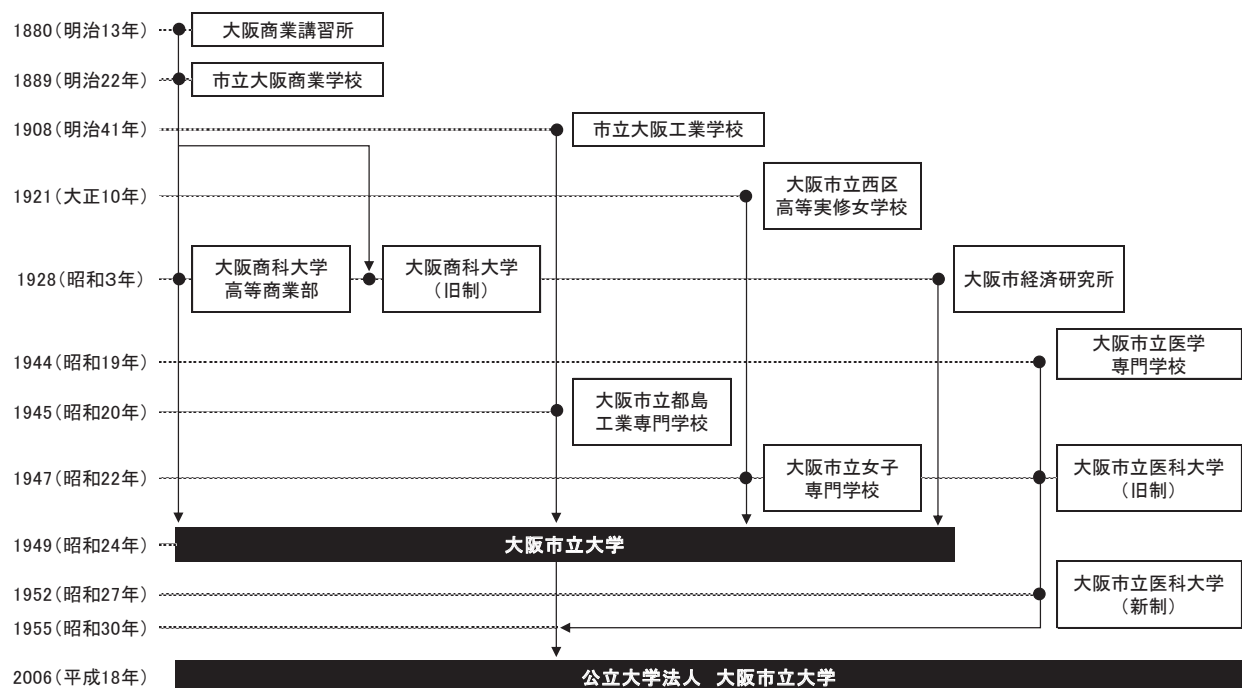 1880(明治13年)
大阪商業講習所
1889(明治22年)
市立大阪商業学校
1908(明治41年)
市立大阪工業学校
1921(大正10年)
大阪市立西区
高等実修女学校
1928(昭和3年)
大阪商科大学
高等商業部
大阪商科大学
(旧制)
大阪市経済研究所
1944(昭和19年)
大阪市立医学
専門学校
1945(昭和20年)
大阪市立都島
工業専門学校
1947(昭和22年)
大阪市立女子
専門学校
大阪市立医科大学
(旧制)
1949(昭和24年)
大阪市立大学
1952(昭和27年)
大阪市立医科大学
(新制)
1955(昭和30年)
2006(平成18年)
公立大学法人 大阪市立大学